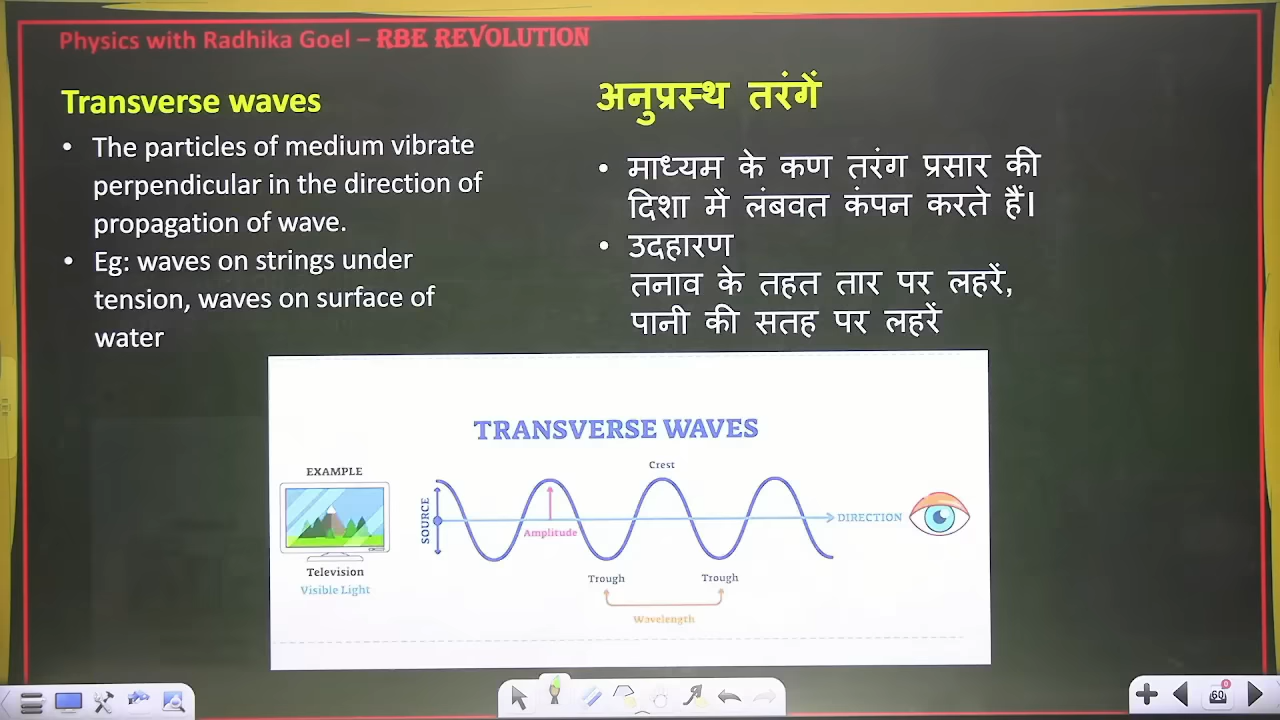 Physics with Radhika Goel – RBE REVOLUTION
Transverse waves
• The particles of medium vibrate
perpendicular in the direction of
propagation of wave.
• Eg: waves on strings under
tension, waves on surface of
water
अनुप्रस्थ तरंगें
• माध्यम के कण तरंग प्रसार की
दिशा में लंबवत कंपन करते हैं।
• उदहारण
तनाव के तहत तार पर लहरें,
पानी की सतह पर लहरें
TRANSVERSE WAVES
EXAMPLE
Television
Visible Light
SOURCE
Amplitude
Crest
Trough
Trough
Wavelength
DIRECTION
60
0